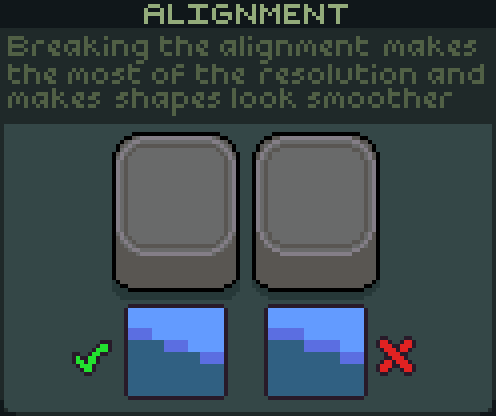 ALIGNMENT
Breaking the alignment makes
the most of the resolution and
makes shapes look smoother